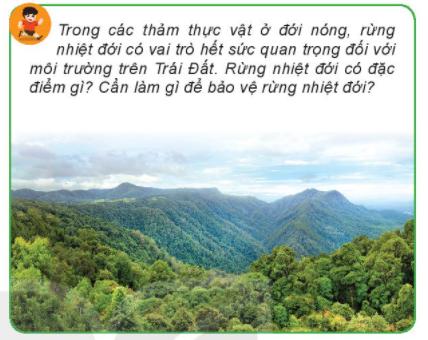 Trong các thảm thực vật ở đới nóng, rừng
nhiệt đới có vai trò hết sức quan trọng đối với
môi trường trên Trái Đất. Rừng nhiệt đới có đặc
điểm gì? Cần làm gì để bảo vệ rừng nhiệt đới?